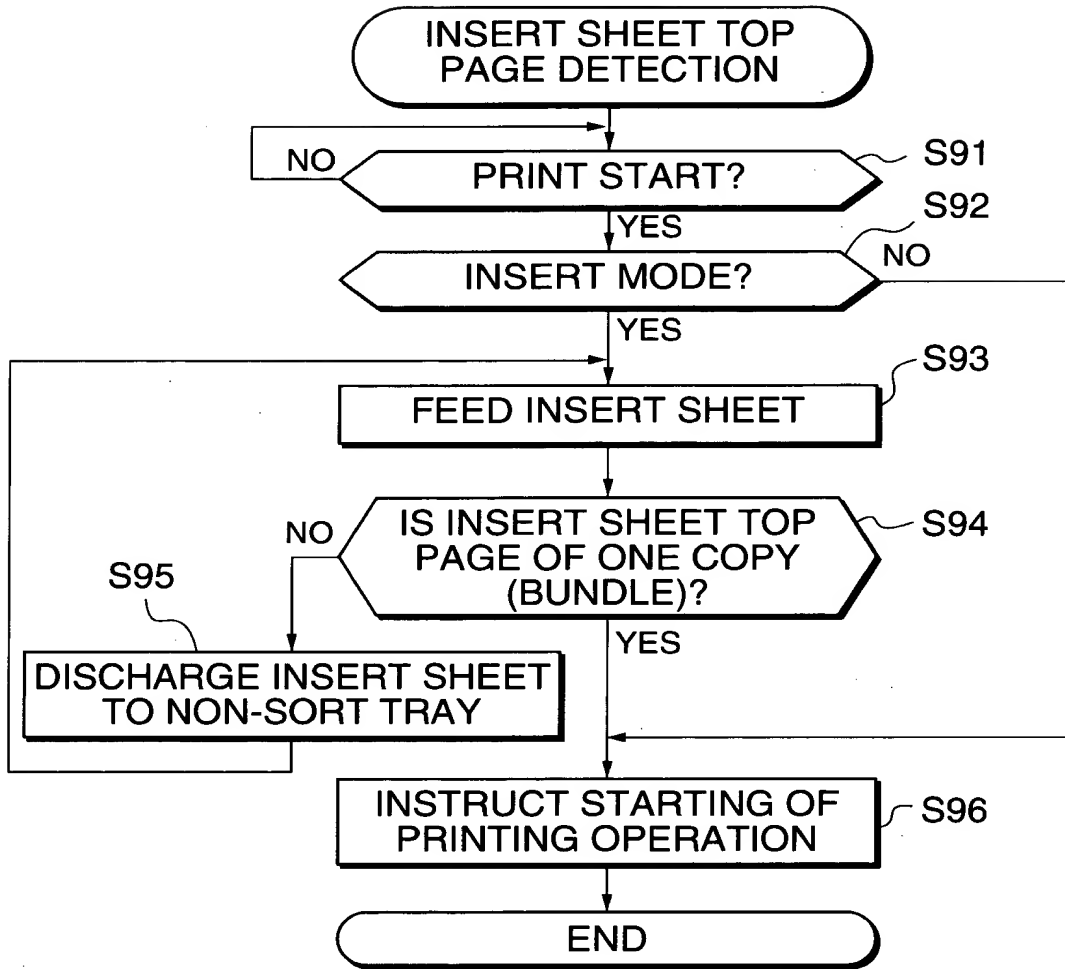 INSERT SHEET TOP
PAGE DETECTION
NO
PRINT START?
S91
YES
S92
INSERT MODE?
NO
YES
S93
FEED INSERT SHEET
NO
IS INSERT SHEET TOP
PAGE OF ONE COPY
(BUNDLE)?
S94
S95
YES
DISCHARGE INSERT SHEET
TO NON-SORT TRAY
INSTRUCT STARTING OF
PRINTING OPERATION
S96
END